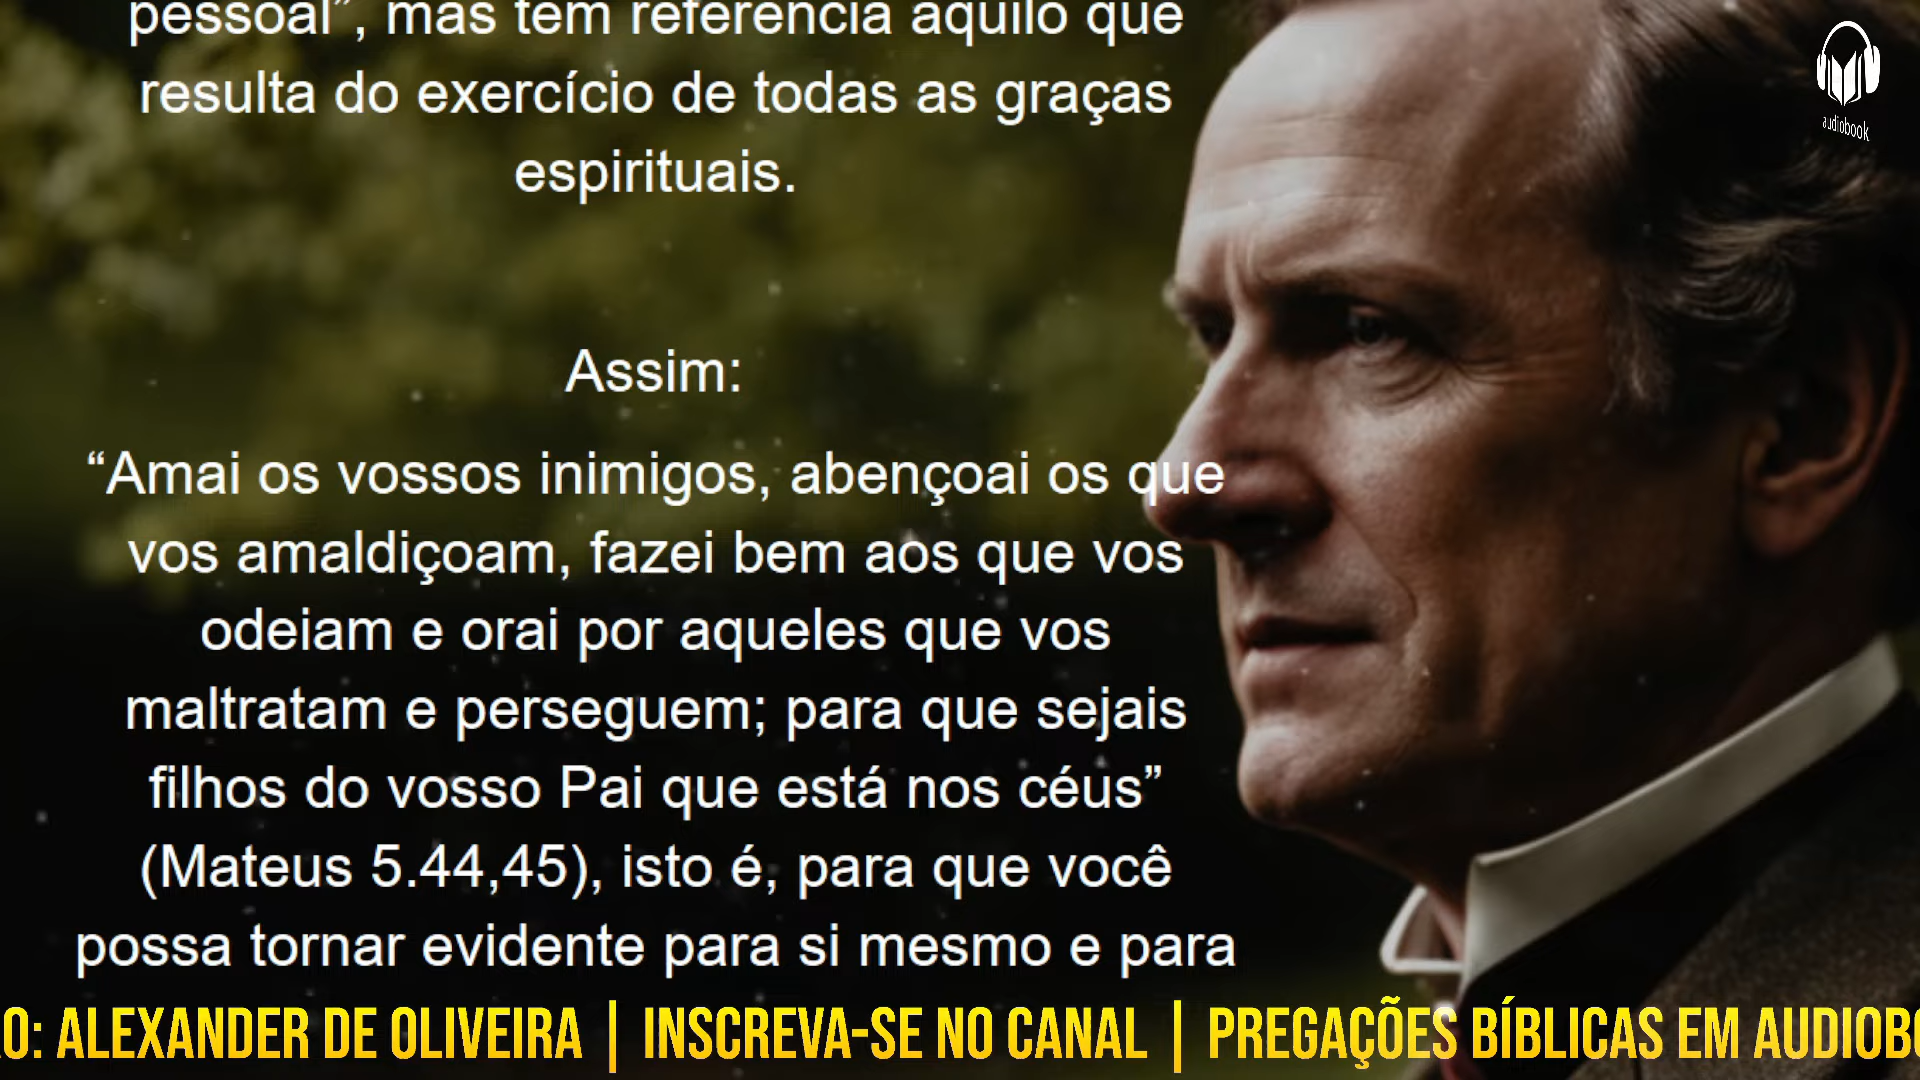 pessoal”, mas tem referência àquilo que
resulta do exercício de todas as graças
espirituais.
Assim:
“Amai os vossos inimigos, abençoai os que
vos amaldiçoam, fazei bem aos que vos
odeiam e orai por aqueles que vos
maltratam e perseguem; para que sejais
filhos do vosso Pai que está nos céus”
(Mateus 5.44,45), isto é, para que você
possa tornar evidente para si mesmo e para
O: ALEXANDER DE OLIVEIRA | INSCREVA-SE NO CANAL | PREGAÇÕES BÍBLICAS EM AUDIOBO
audiobook